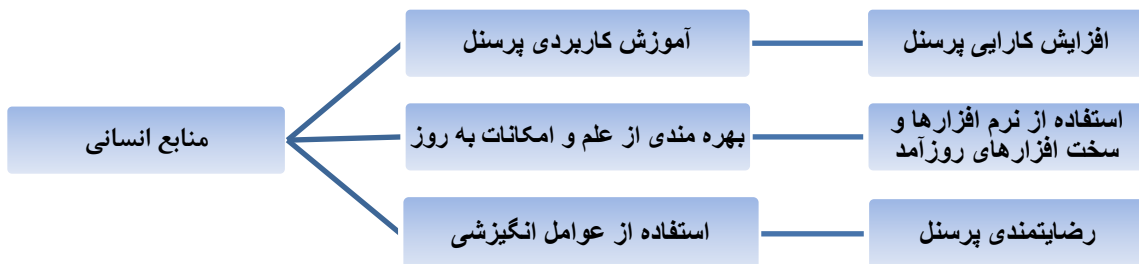 آموزش کاربردی پرسنل
افزایش کارایی پرسنل
منابع انسانی
بهره مندی از علم و امکانات به روز
استفاده از نرم افزارها و
سخت افزارهای روزآمد
استفاده از عوامل انگیزشی
رضایتمندی پرسنل